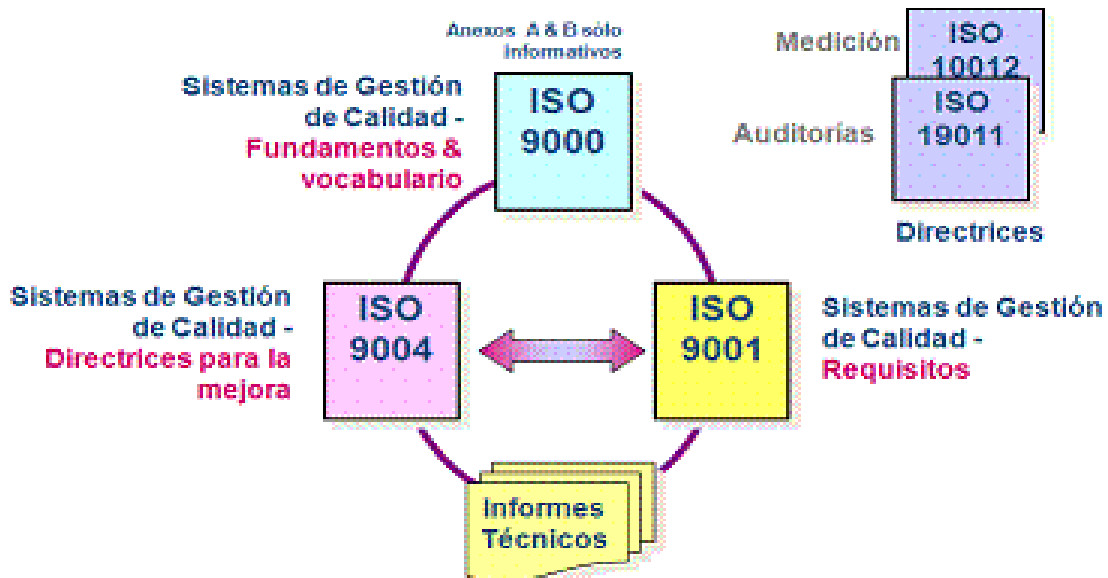 Anexos A & B sólo
Informativos
Sistemas de Gestión
de Calidad -
Fundamentos &
vocabulario
ISO
9000
Medición
ISO
10012
Auditorías
ISO
19011
Directrices
Sistemas de Gestión
de Calidad -
Directrices para la
mejora
ISO
9004
ISO
9001
Sistemas de Gestión
de Calidad -
Requisitos
Informes
Técnicos